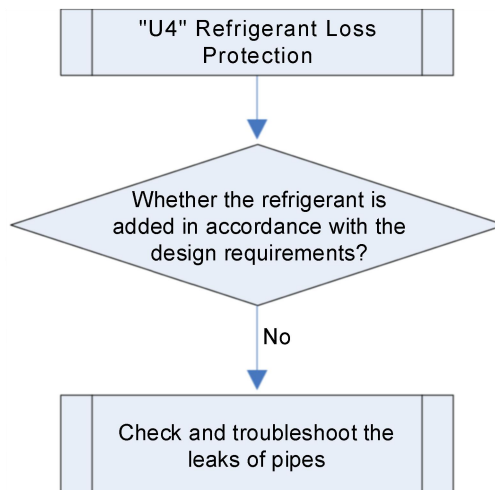 "U4" Refrigerant Loss
Protection
Whether the refrigerant is
added in accordance with the
design requirements?
No
Check and troubleshoot the
leaks of pipes